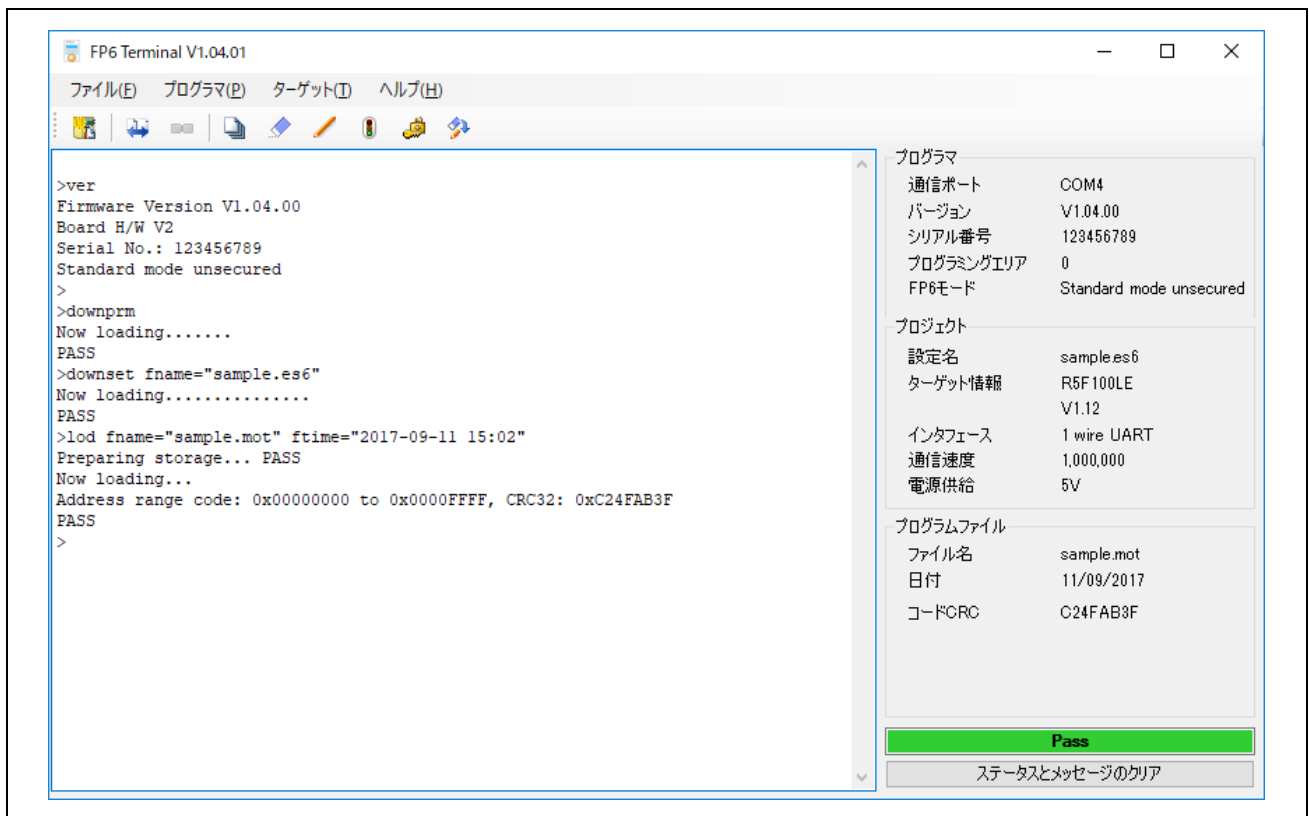 FP6 Terminal V1.04.01
ファイル(F) プログラマ(P) ターゲット(T) ヘルプ(H)
>ver
Firmware Version V1.04.00
Board H/W V2
Serial No.: 123456789
Standard mode unsecured
>
>downprm
Now loading.......
PASS
>downset fname="sample.es6"
Now loading...............
PASS
>lod fname="sample.mot" ftime="2017-09-11 15:02"
Preparing storage... PASS
Now loading...
Address range code: 0x00000000 to 0x0000FFFF, CRC32: 0xC24FAB3F
PASS
>
プログラマ
通信ポート COM4
バージョン V1.04.00
シリアル番号 123456789
プログラミングエリア 0
FP6モード Standard mode unsecured
プロジェクト
設定名 sample.es6
ターゲット情報 R5F100LE
V1.12
インタフェース 1 wire UART
通信速度 1,000,000
電源供給 5V
プログラムファイル
ファイル名 sample.mot
日付 11/09/2017
コードCRC C24FAB3F
Pass
ステータスとメッセージのクリア